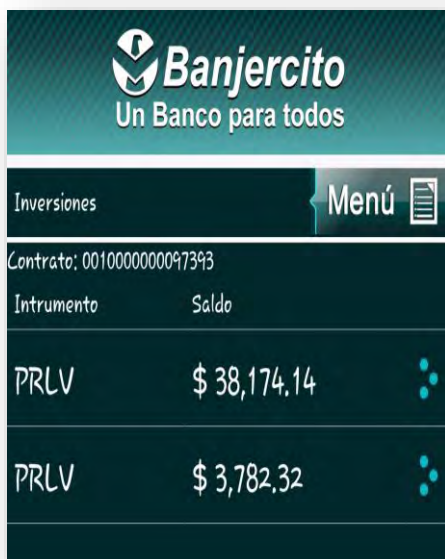 Banjercito
Un Banco para todos
Inversiones
Menú
Contrato: 0010000000097393
Intrumento Saldo
PRLV $ 38,174.14
PRLV $ 3,782.32